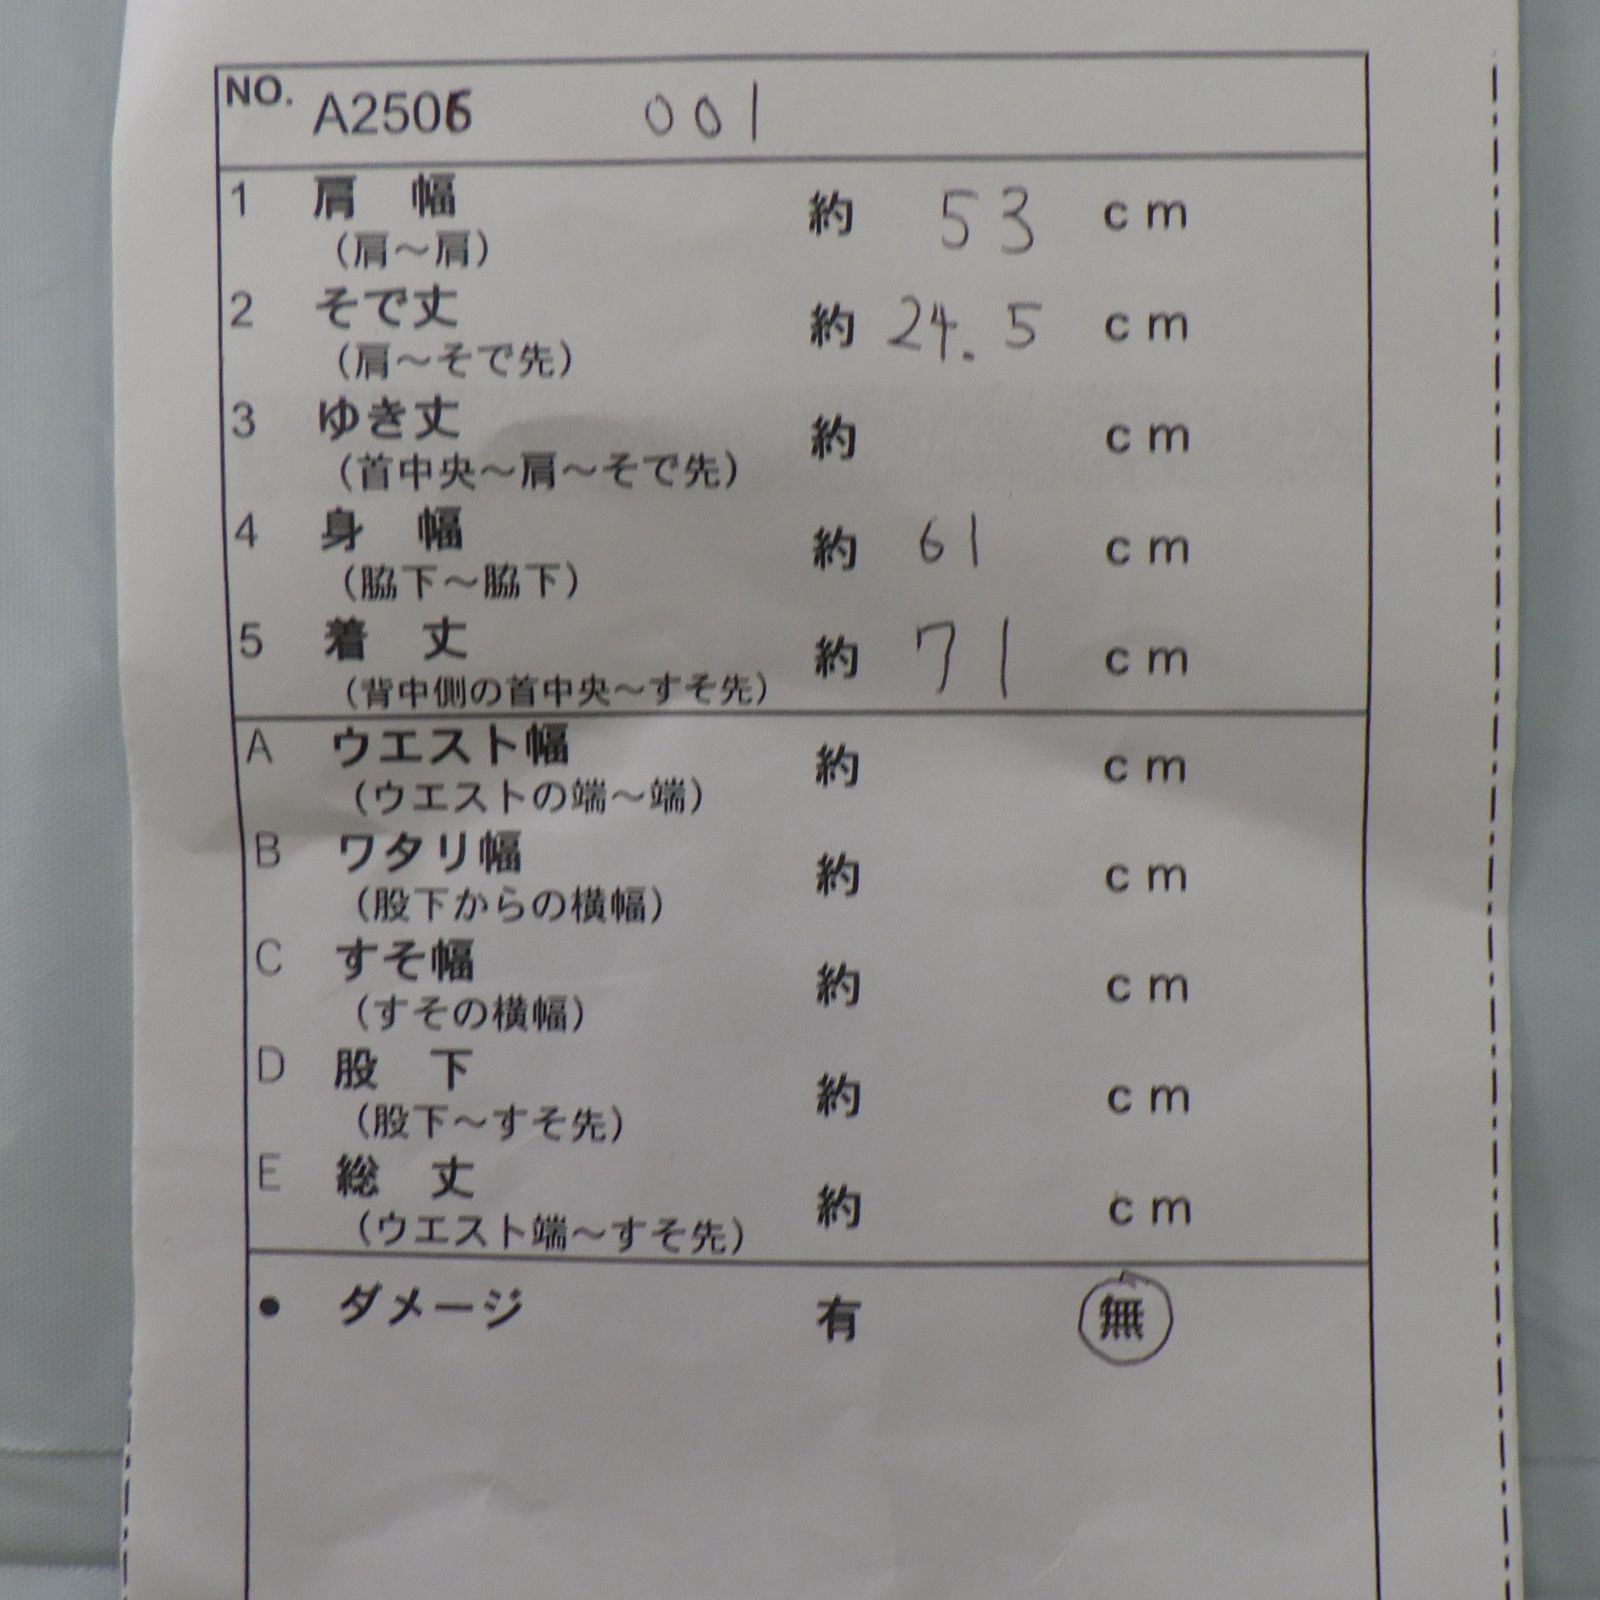 NO. A2506 001
1 肩 幅 約 53 cm
(肩～肩)
2 そで丈 約 24.5 cm
(肩～そで先)
3 ゆき丈 約 cm
(首中央～肩～そで先)
4 身 幅 約 61 cm
(脇下～脇下)
5 着 丈 約 71 cm
(背中側の首中央～すそ先)
A ウエスト幅 約 cm
(ウエストの端～端)
B ワタリ幅 約 cm
(股下からの横幅)
C すそ幅 約 cm
(すその横幅)
D 股 下 約 cm
(股下～すそ先)
E 総 丈 約 cm
(ウエスト端～すそ先)
● ダメージ 有 無